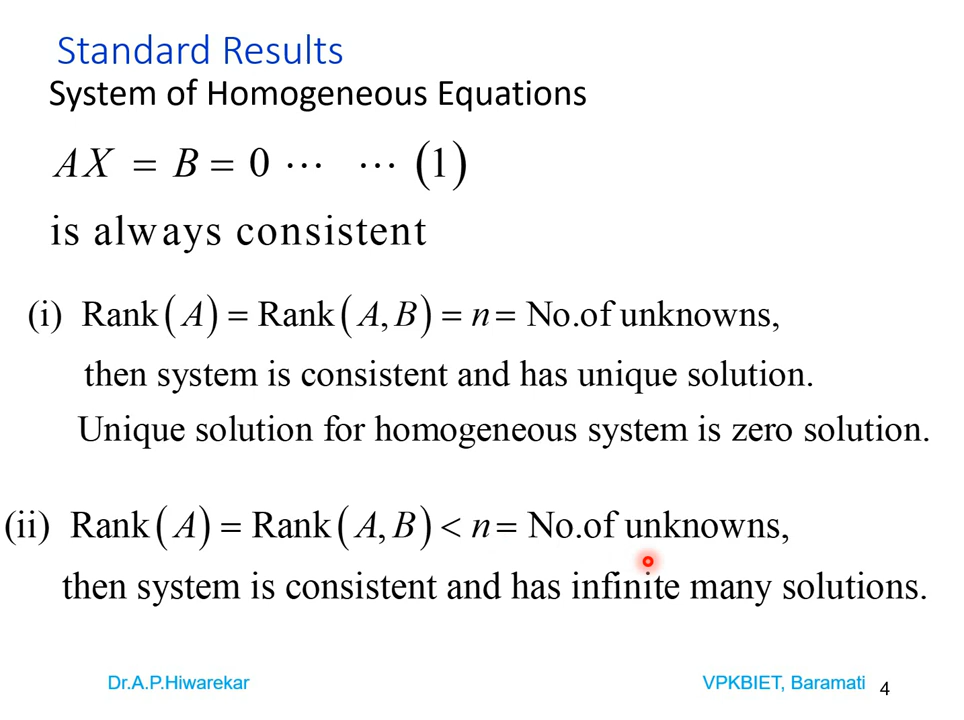 Standard Results
System of Homogeneous Equations
AX = B = 0 ⋯ ⋯ (1)
is always consistent
(i) Rank(A) = Rank(A, B) = n = No.of unknowns,
then system is consistent and has unique solution.
Unique solution for homogeneous system is zero solution.
(ii) Rank(A) = Rank(A, B) < n = No.of unknowns,
then system is consistent and has infinite many solutions.
Dr.A.P.Hiwarekar VPKBIET, Baramati 4